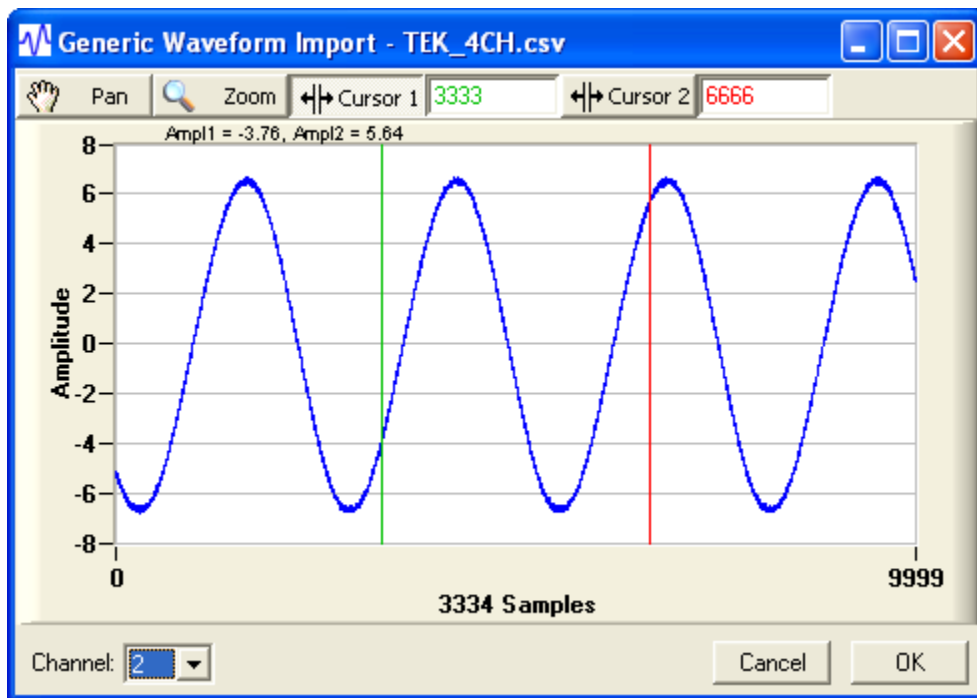 Generic Waveform Import - TEK_4CH.csv
Pan Zoom Cursor 1 3333 Cursor 2 6666
Ampl1 = -3.76, Ampl2 = 5.64
8
6
4
2
0
-2
-4
-6
-8
Amplitude
0 9999
3334 Samples
Channel: 2 Cancel OK